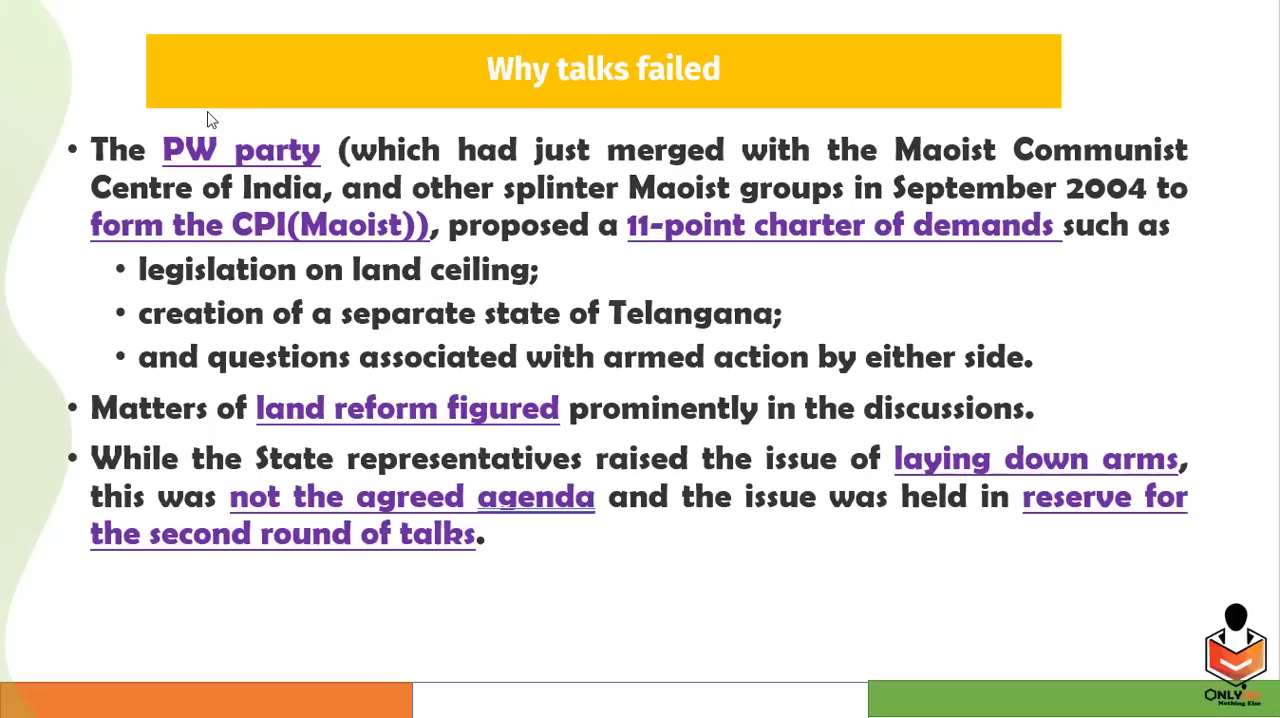 Why talks failed
• The PW party (which had just merged with the Maoist Communist
Centre of India, and other splinter Maoist groups in September 2004 to
form the CPI(Maoist)), proposed a 11-point charter of demands such as
• legislation on land ceiling;
• creation of a separate state of Telangana;
• and questions associated with armed action by either side.
• Matters of land reform figured prominently in the discussions.
• While the State representatives raised the issue of laying down arms,
this was not the agreed agenda and the issue was held in reserve for
the second round of talks.
Nothing Else